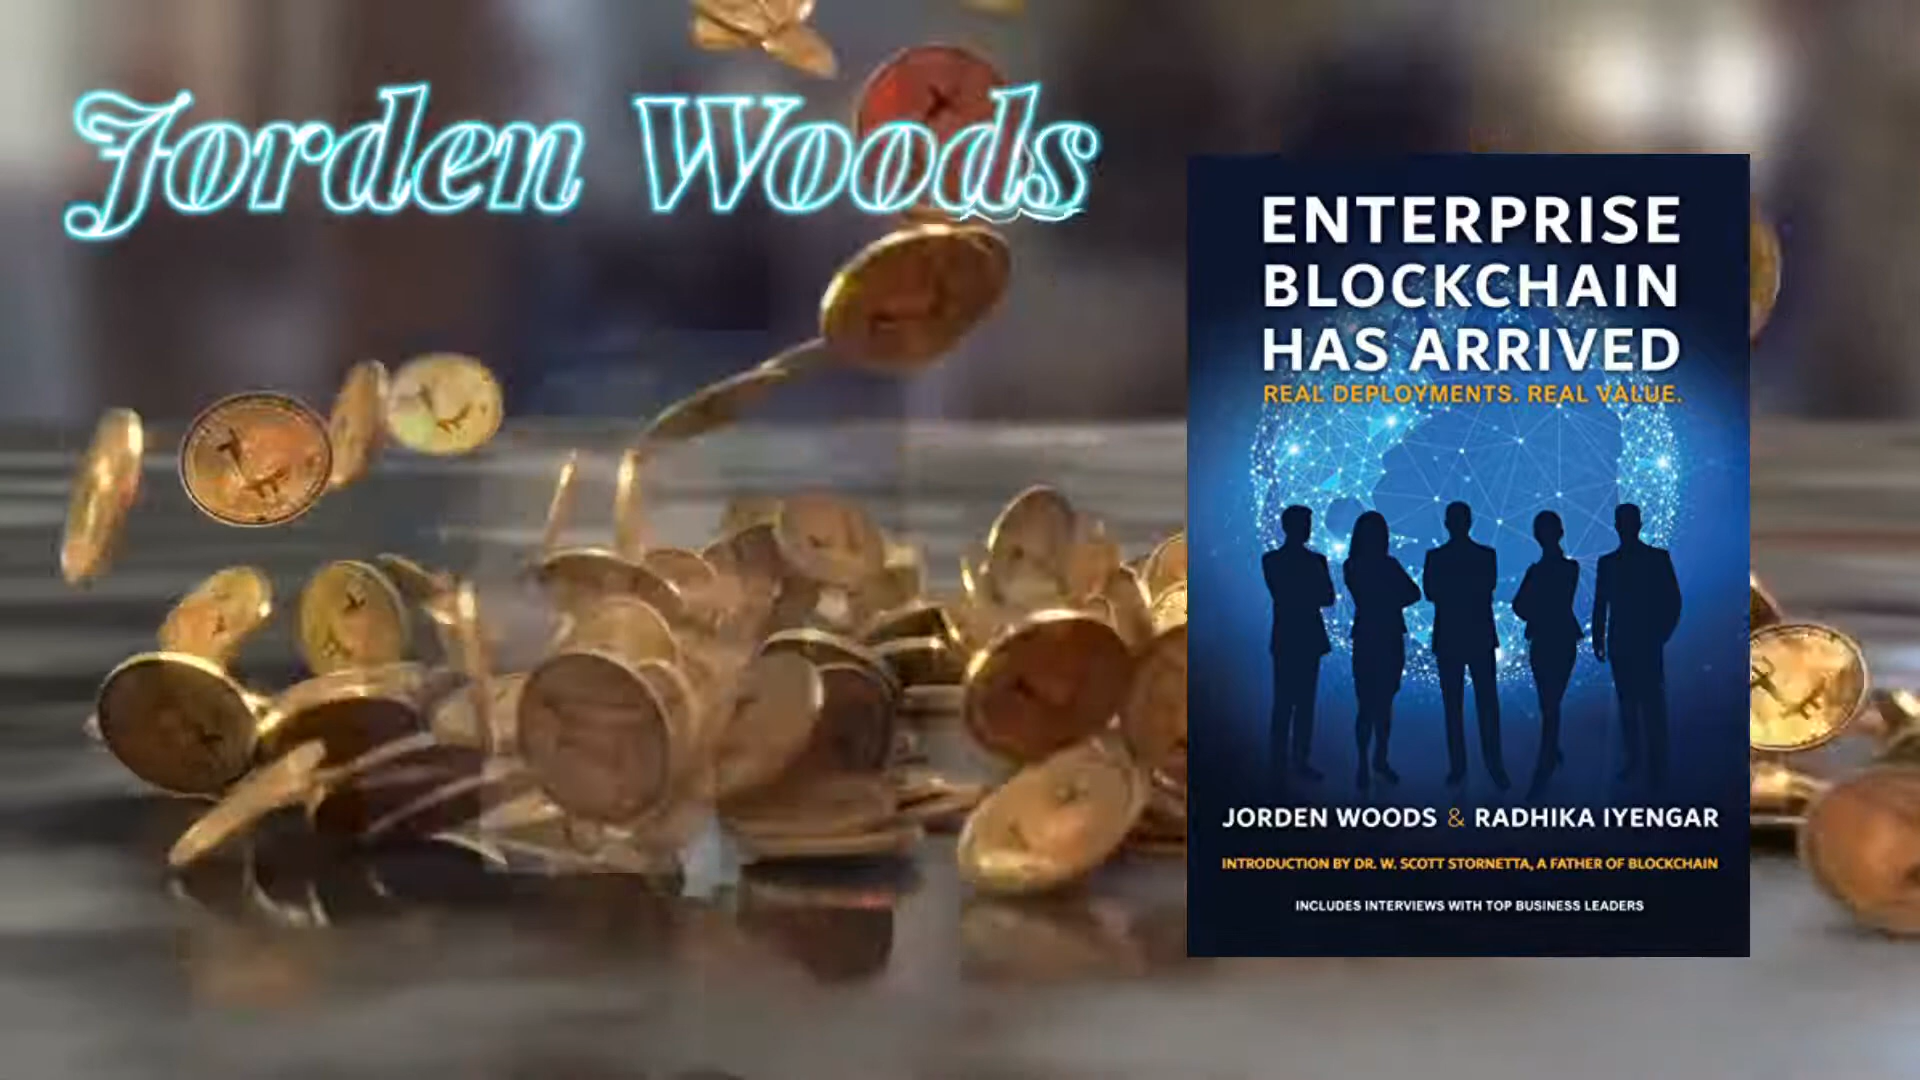 Jorden Woods
ENTERPRISE
BLOCKCHAIN
HAS ARRIVED
REAL DEPLOYMENTS. REAL VALUE.
JORDEN WOODS & RADHIKA IYENGAR
INTRODUCTION BY DR. W. SCOTT STORNETTA, A FATHER OF BLOCKCHAIN
INCLUDES INTERVIEWS WITH TOP BUSINESS LEADERS